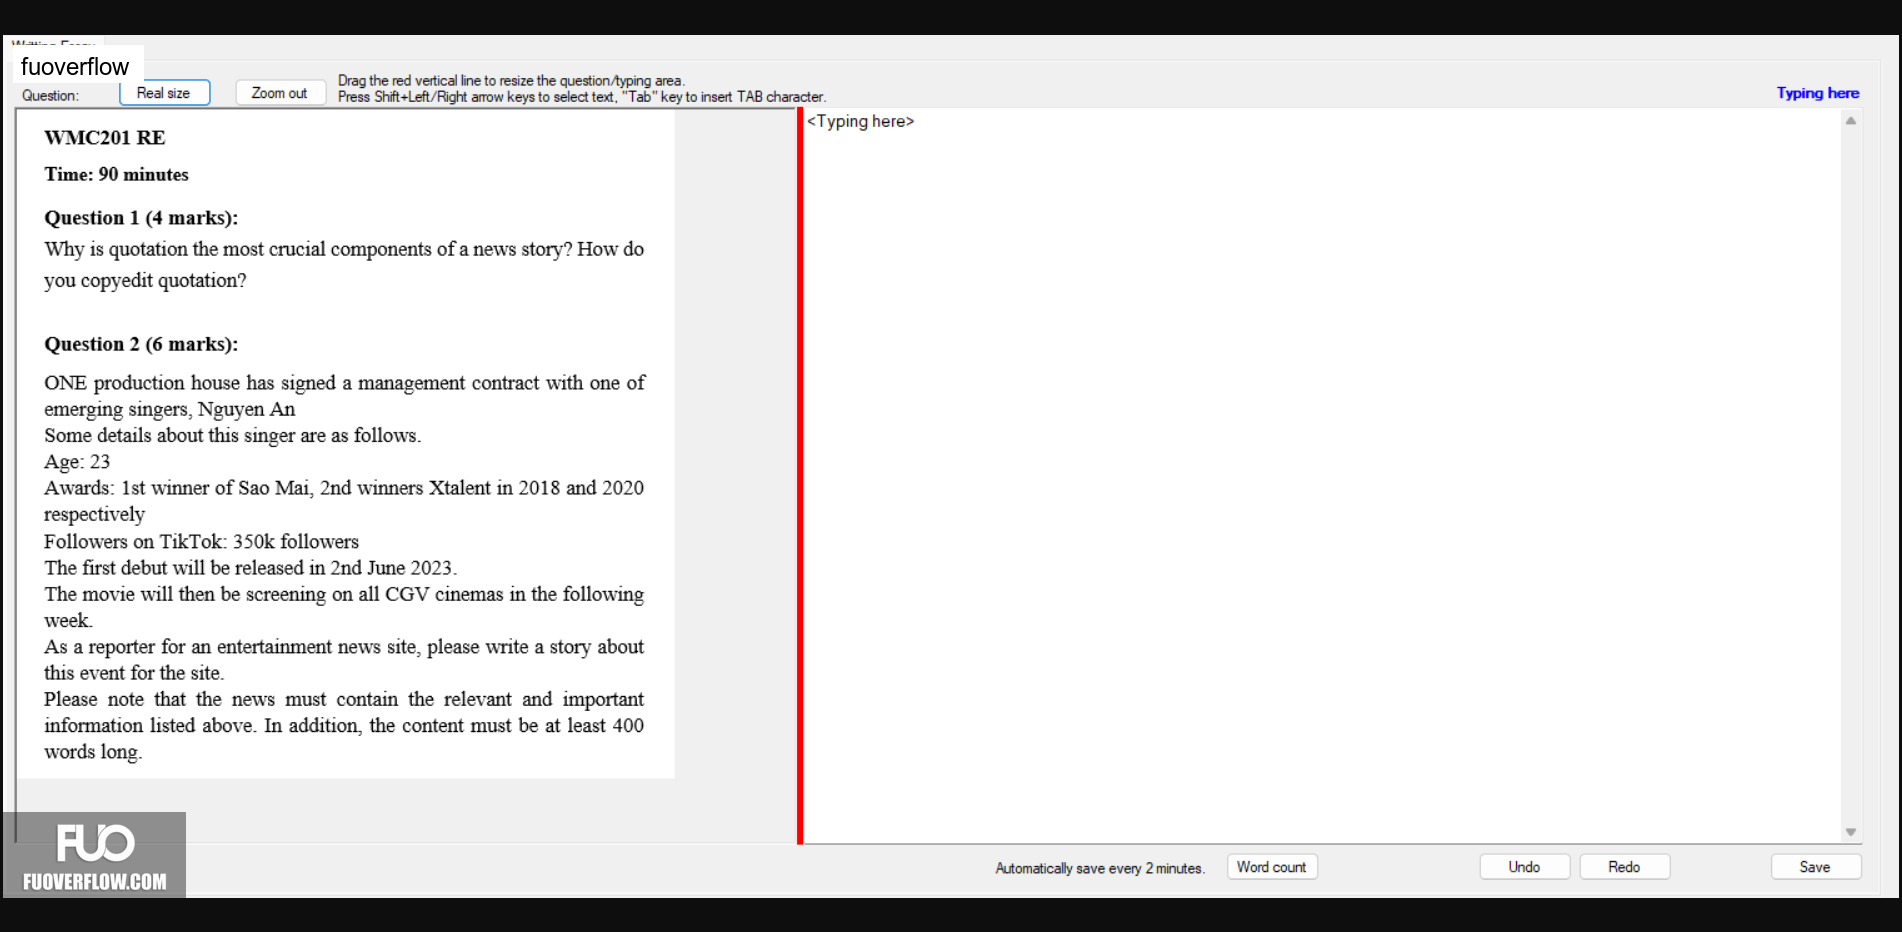 fuoverflow
Question:
Real size
Zoom out
Drag the red vertical line to resize the question/typing area.
Press Shift+Left/Right arrow keys to select text, "Tab" key to insert TAB character.
Typing here
WMC201 RE
Time: 90 minutes
Question 1 (4 marks):
Why is quotation the most crucial components of a news story? How do
you copyedit quotation?
Question 2 (6 marks):
ONE production house has signed a management contract with one of
emerging singers, Nguyen An
Some details about this singer are as follows.
Age: 23
Awards: 1st winner of Sao Mai, 2nd winners Xtalent in 2018 and 2020
respectively
Followers on TikTok: 350k followers
The first debut will be released in 2nd June 2023.
The movie will then be screening on all CGV cinemas in the following
week.
As a reporter for an entertainment news site, please write a story about
this event for the site.
Please note that the news must contain the relevant and important
information listed above. In addition, the content must be at least 400
words long.
<Typing here>
FUO
FUOVERFLOW.COM
Automatically save every 2 minutes.
Word count
Undo
Redo
Save